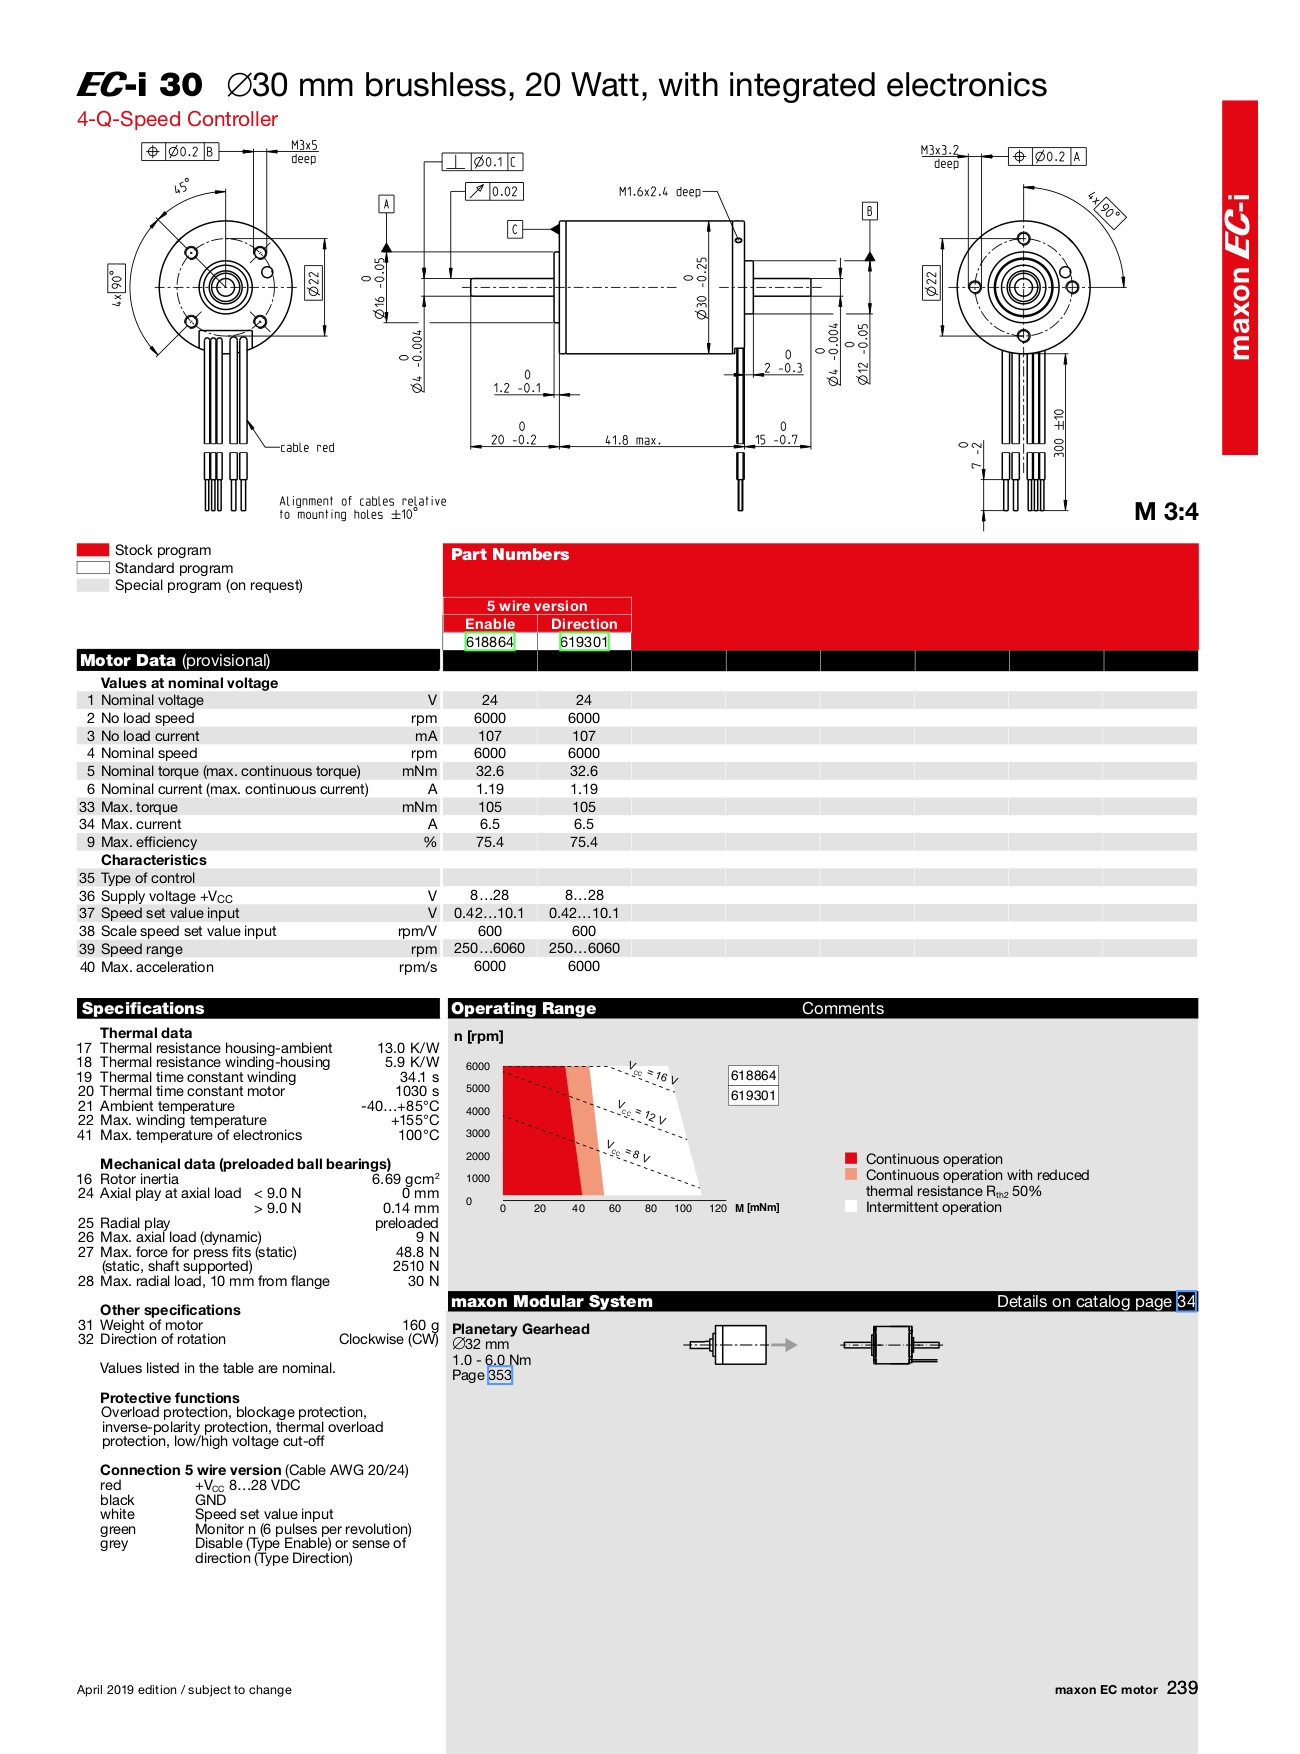 EC-i 30 ∅30 mm brushless, 20 Watt, with integrated electronics
4-Q-Speed Controller
maxon EC-i
⌖ ∅0.2 B
M3x5
deep
45°
4x 90°
∅22
cable red
Alignment of cables relative
to mounting holes ±10°
⊥ ∅0.1 C
↗ 0.02
A
C
M1.6x2.4 deep
B
0
∅16 -0.05
0
∅4 -0.004
0
∅30 -0.25
0
1.2 -0.1
0
20 -0.2
41.8 max.
0
15 -0.7
0
2 -0.3
0
∅4 -0.004
0
∅12 -0.05
M3x3.2
deep
⌖ ∅0.2 A
4x 90°
∅22
0
7 -2
300 ±10
M 3:4
Stock program
Standard program
Special program (on request)
Part Numbers
5 wire version
Enable Direction
618864 619301
Motor Data (provisional)
Values at nominal voltage
1 Nominal voltage V 24 24
2 No load speed rpm 6000 6000
3 No load current mA 107 107
4 Nominal speed rpm 6000 6000
5 Nominal torque (max. continuous torque) mNm 32.6 32.6
6 Nominal current (max. continuous current) A 1.19 1.19
33 Max. torque mNm 105 105
34 Max. current A 6.5 6.5
9 Max. efficiency % 75.4 75.4
Characteristics
35 Type of control
36 Supply voltage +VCC V 8…28 8…28
37 Speed set value input V 0.42…10.1 0.42…10.1
38 Scale speed set value input rpm/V 600 600
39 Speed range rpm 250…6060 250…6060
40 Max. acceleration rpm/s 6000 6000
Specifications
Thermal data
17 Thermal resistance housing-ambient 13.0 K/W
18 Thermal resistance winding-housing 5.9 K/W
19 Thermal time constant winding 34.1 s
20 Thermal time constant motor 1030 s
21 Ambient temperature -40…+85°C
22 Max. winding temperature +155°C
41 Max. temperature of electronics 100°C
Mechanical data (preloaded ball bearings)
16 Rotor inertia 6.69 gcm²
24 Axial play at axial load < 9.0 N 0 mm
> 9.0 N 0.14 mm
25 Radial play preloaded
26 Max. axial load (dynamic) 9 N
27 Max. force for press fits (static) 48.8 N
(static, shaft supported) 2510 N
28 Max. radial load, 10 mm from flange 30 N
Other specifications
31 Weight of motor 160 g
32 Direction of rotation Clockwise (CW)
Values listed in the table are nominal.
Protective functions
Overload protection, blockage protection,
inverse-polarity protection, thermal overload
protection, low/high voltage cut-off
Connection 5 wire version (Cable AWG 20/24)
red +VCC 8…28 VDC
black GND
white Speed set value input
green Monitor n (6 pulses per revolution)
grey Disable (Type Enable) or sense of
direction (Type Direction)
Operating Range Comments
n [rpm]
6000
5000
4000
3000
2000
1000
0
0 20 40 60 80 100 120 M [mNm]
Vcc = 16 V
Vcc = 12 V
Vcc = 8 V
618864
619301
Continuous operation
Continuous operation with reduced
thermal resistance Rth2 50%
Intermittent operation
maxon Modular System Details on catalog page 34
Planetary Gearhead
∅32 mm
1.0 - 6.0 Nm
Page 353
April 2019 edition / subject to change
maxon EC motor 239